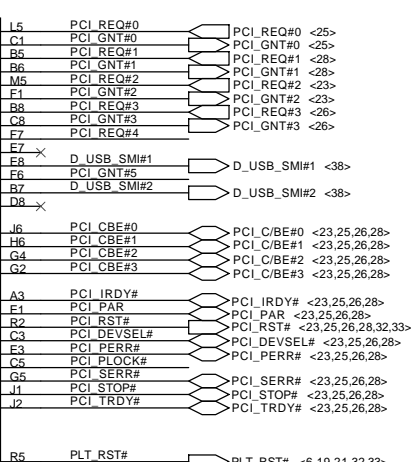 L5 PCI_REQ#0 PCI_REQ#0 <25>
C1 PCI_GNT#0 PCI_GNT#0 <25>
B5 PCI_REQ#1 PCI_REQ#1 <28>
B6 PCI_GNT#1 PCI_GNT#1 <28>
M5 PCI_REQ#2 PCI_REQ#2 <23>
F1 PCI_GNT#2 PCI_GNT#2 <23>
B8 PCI_REQ#3 PCI_REQ#3 <26>
C8 PCI_GNT#3 PCI_GNT#3 <26>
F7 PCI_REQ#4
E7
E8 D_USB_SMI#1 D_USB_SMI#1 <38>
F6 PCI_GNT#5
B7 D_USB_SMI#2 D_USB_SMI#2 <38>
D8
J6 PCI_CBE#0 PCI_C/BE#0 <23,25,26,28>
H6 PCI_CBE#1 PCI_C/BE#1 <23,25,26,28>
G4 PCI_CBE#2 PCI_C/BE#2 <23,25,26,28>
G2 PCI_CBE#3 PCI_C/BE#3 <23,25,26,28>
A3 PCI_IRDY# PCI_IRDY# <23,25,26,28>
E1 PCI_PAR PCI_PAR <23,25,26,28>
R2 PCI_RST# PCI_RST# <23,25,26,28,32,33>
C3 PCI_DEVSEL# PCI_DEVSEL# <23,25,26,28>
E3 PCI_PERR# PCI_PERR# <23,25,26,28>
C5 PCI_PLOCK#
G5 PCI_SERR# PCI_SERR# <23,25,26,28>
J1 PCI_STOP# PCI_STOP# <23,25,26,28>
J2 PCI_TRDY# PCI_TRDY# <23,25,26,28>
R5 PLT_RST# PLT_RST# <6,19,21,32,33>